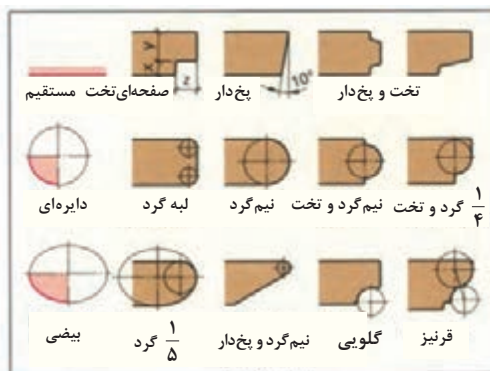 y
x
z
10°
تخت و پخ‌دار پخ‌دار صفحه‌ای‌تخت مستقیم
۱/۴ گرد و تخت نیم‌گرد و تخت نیم‌گرد لبه گرد دایره‌ای
قرنیز گلویی نیم‌گرد و پخ‌دار ۱/۵ گرد بیضی